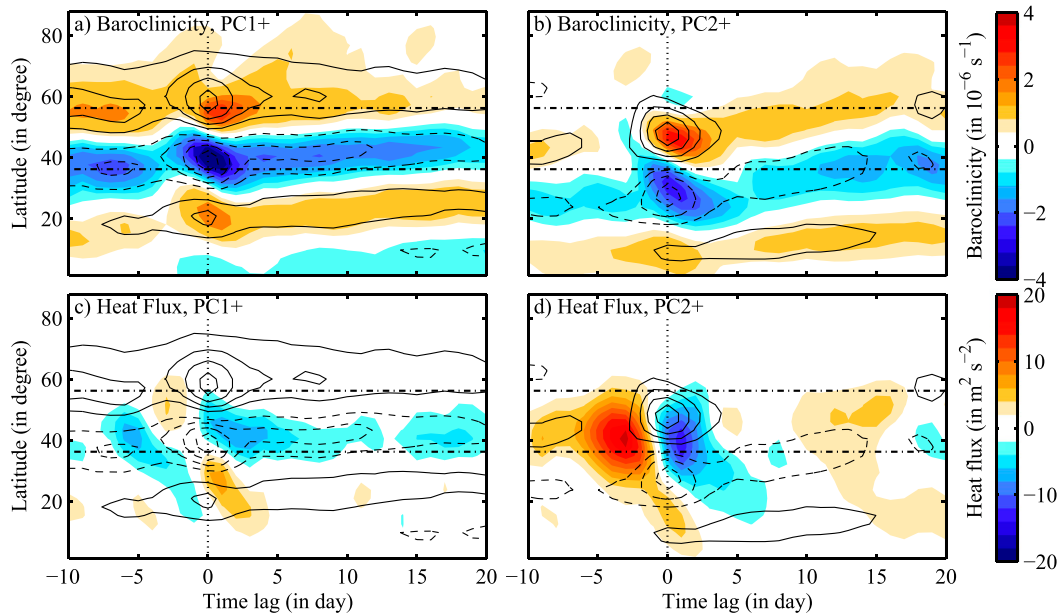 a) Baroclinicity, PC1+
b) Baroclinicity, PC2+
Latitude (in degree)
80
60
40
20
Baroclinicity (in 10⁻⁶ s⁻¹)
4
2
0
−2
−4
c) Heat Flux, PC1+
d) Heat Flux, PC2+
Latitude (in degree)
80
60
40
20
Heat flux (in m² s⁻²)
20
10
0
−10
−20
−10 −5 0 5 10 15 20
−10 −5 0 5 10 15 20
Time lag (in day)
Time lag (in day)